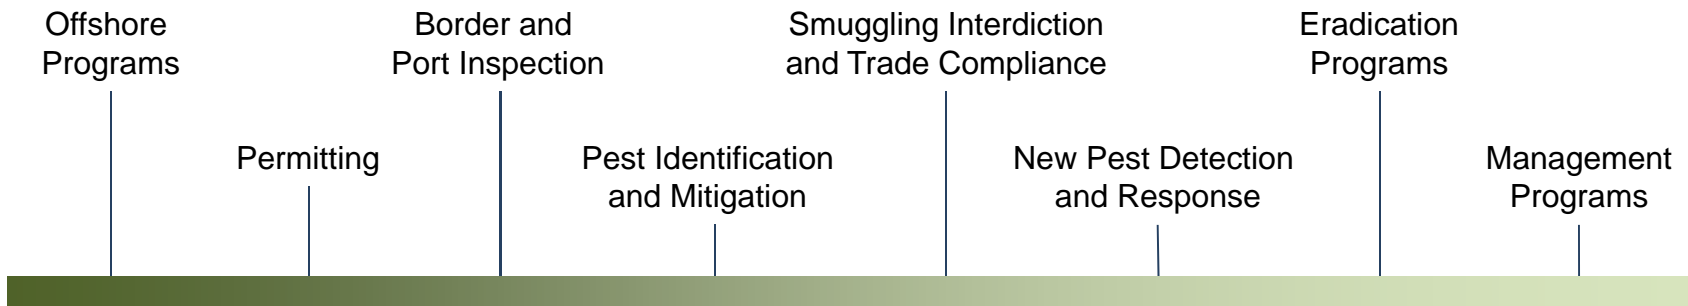 Offshore
Programs
Permitting
Border and
Port Inspection
Pest Identification
and Mitigation
Smuggling Interdiction
and Trade Compliance
New Pest Detection
and Response
Eradication
Programs
Management
Programs